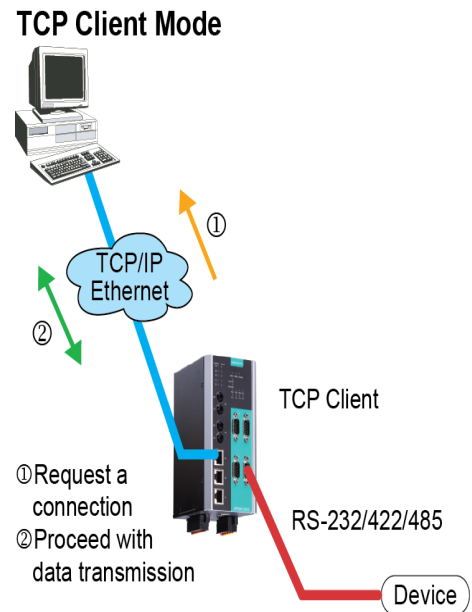 TCP Client Mode
①
TCP/IP
Ethernet
②
TCP Client
①Request a
connection
②Proceed with
data transmission
RS-232/422/485
Device